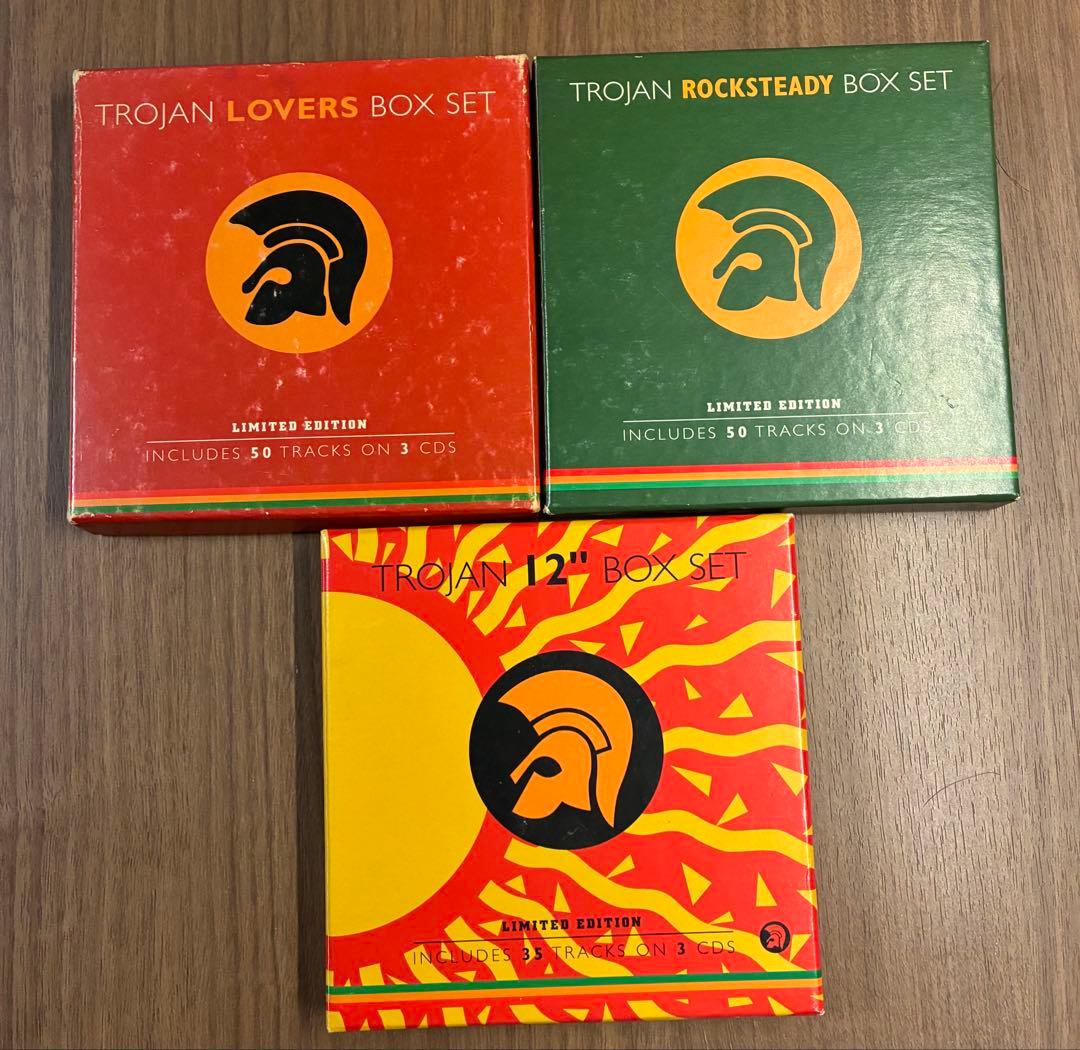 TROJAN LOVERS BOX SET
LIMITED EDITION
INCLUDES 50 TRACKS ON 3 CDS
TROJAN ROCKSTEADY BOX SET
LIMITED EDITION
INCLUDES 50 TRACKS ON 3 CDS
TROJAN 12" BOX SET
LIMITED EDITION
INCLUDES 35 TRACKS ON 3 CDS